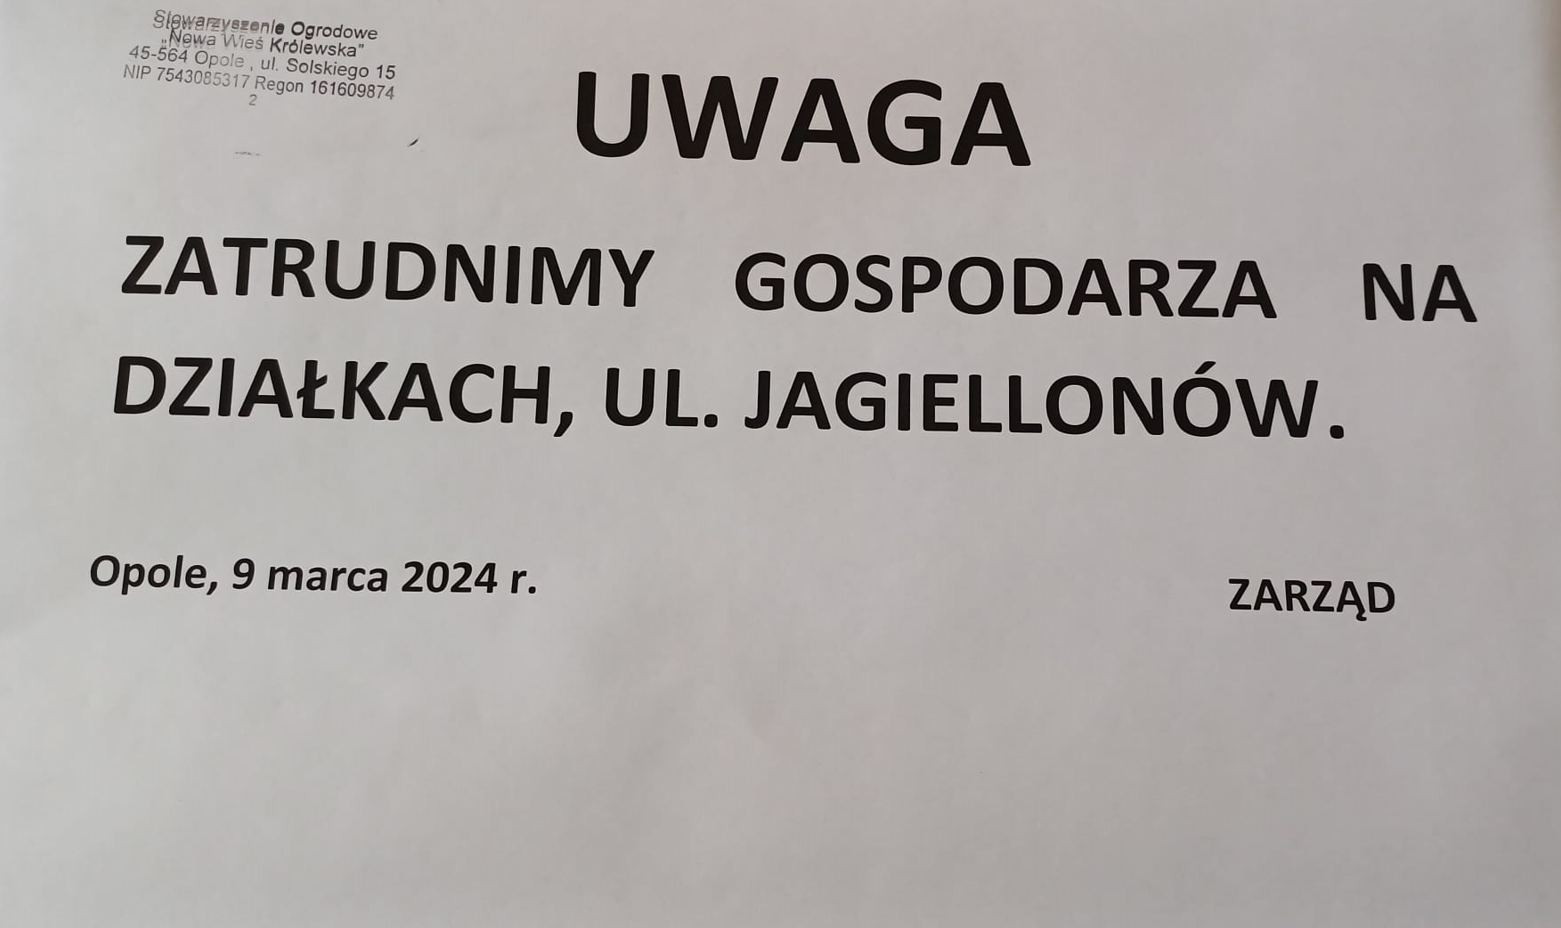 Stowarzyszenie Ogrodowe
„Nowa Wieś Królewska”
45-564 Opole , ul. Solskiego 15
NIP 7543085317 Regon 161609874
2
UWAGA
ZATRUDNIMY GOSPODARZA NA
DZIAŁKACH, UL. JAGIELLONÓW.
Opole, 9 marca 2024 r.
ZARZĄD